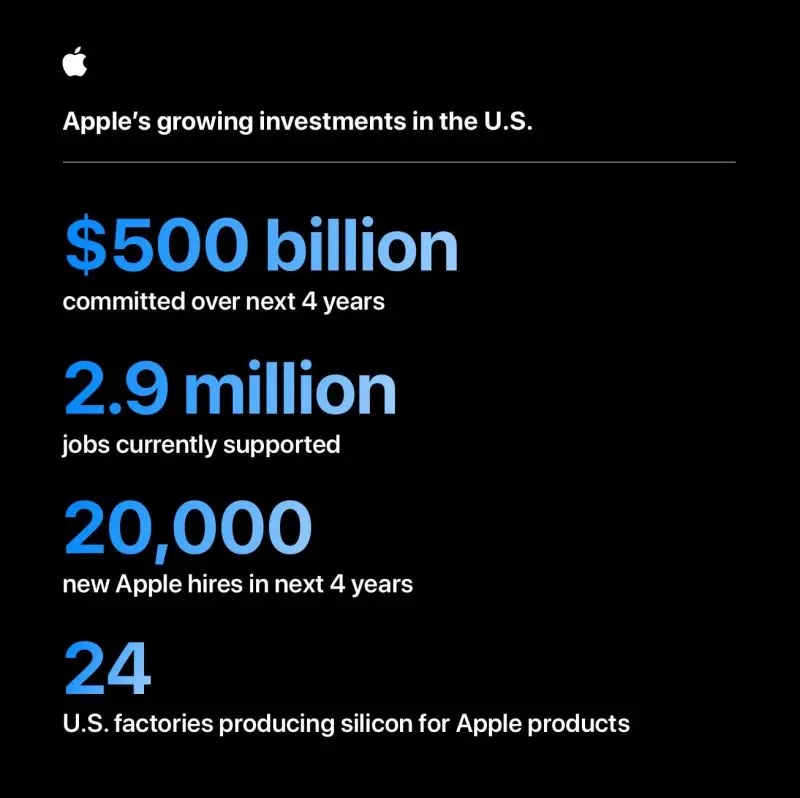 Apple’s growing investments in the U.S.
$500 billion
committed over next 4 years
2.9 million
jobs currently supported
20,000
new Apple hires in next 4 years
24
U.S. factories producing silicon for Apple products